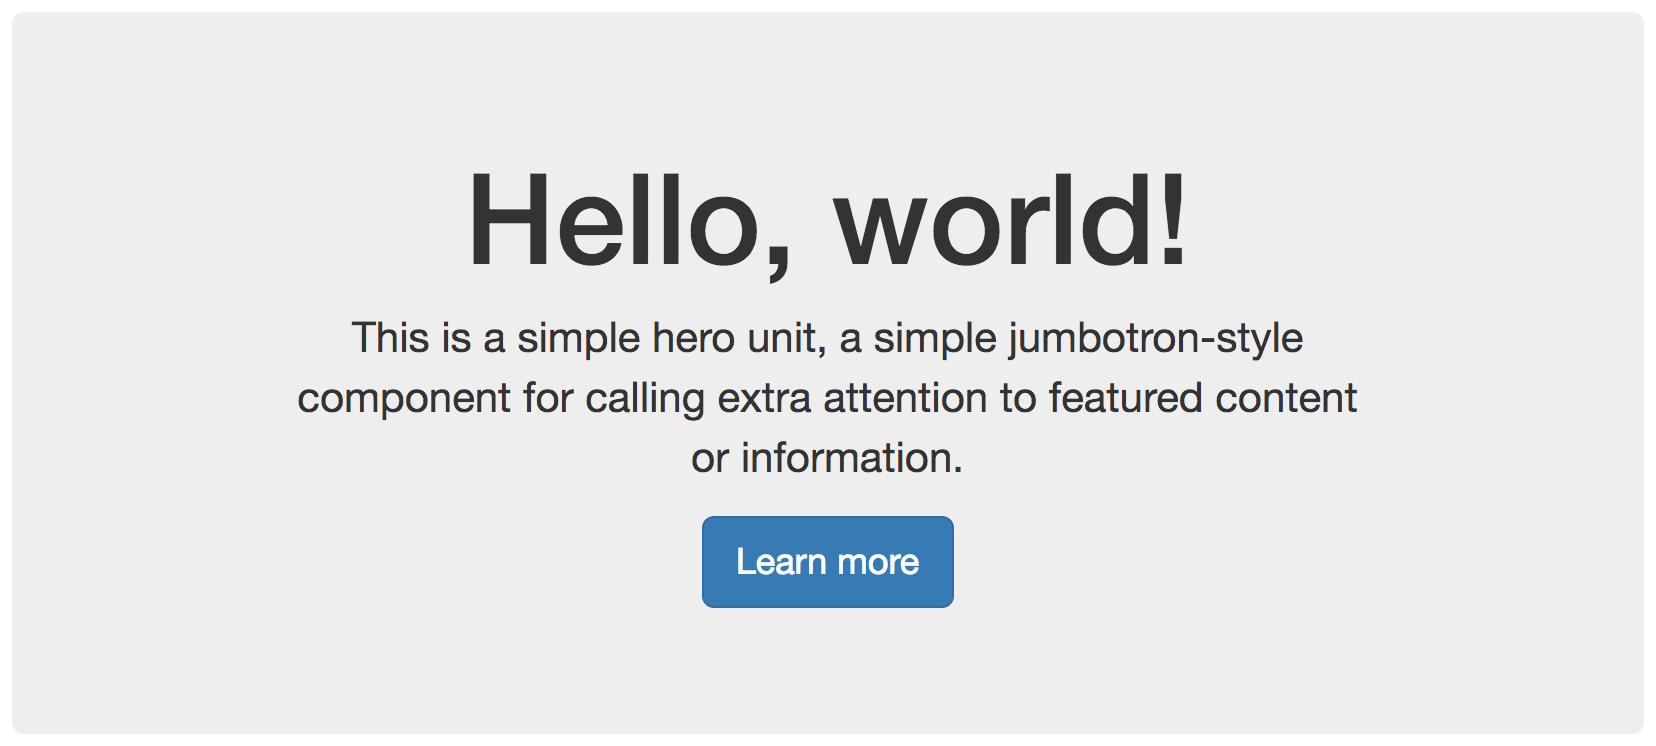 Hello, world!
This is a simple hero unit, a simple jumbotron-style
component for calling extra attention to featured content
or information.
Learn more